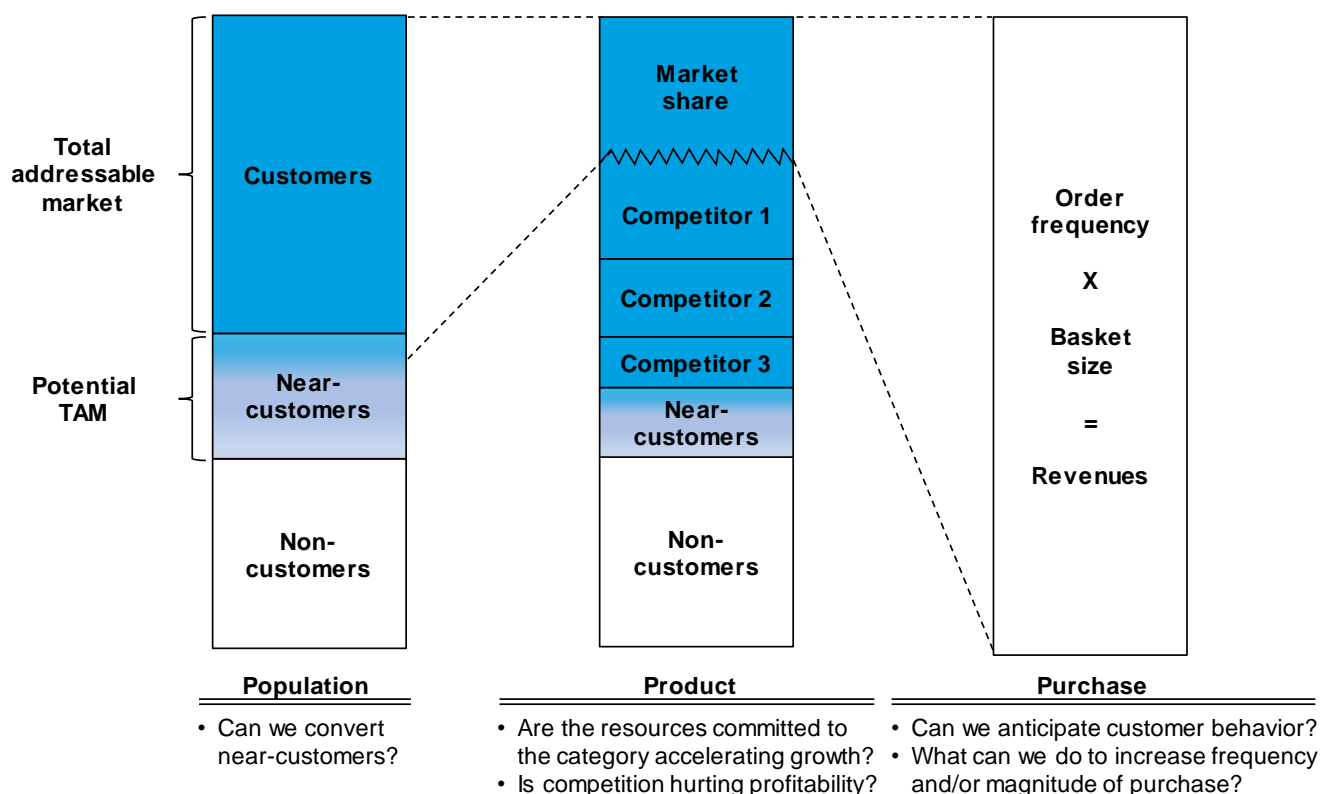 Total
addressable
market
Potential
TAM
Customers
Near-
customers
Non-
customers
Market
share
Competitor 1
Competitor 2
Competitor 3
Near-
customers
Non-
customers
Order
frequency
X
Basket
size
=
Revenues
Population
• Can we convert
near-customers?
Product
• Are the resources committed to
the category accelerating growth?
• Is competition hurting profitability?
Purchase
• Can we anticipate customer behavior?
• What can we do to increase frequency
and/or magnitude of purchase?